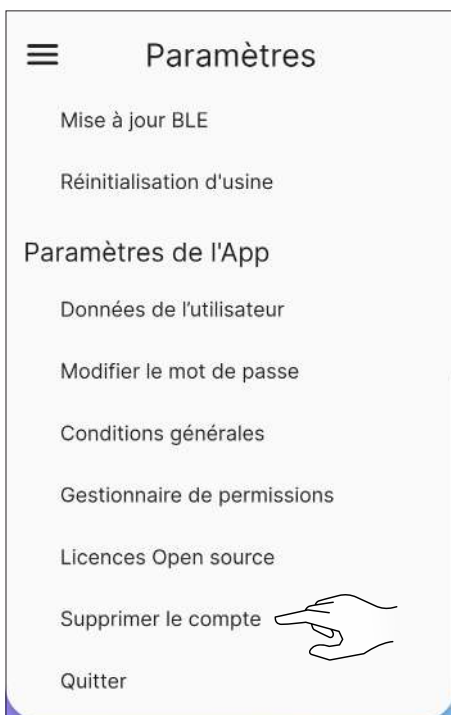 Paramètres
Mise à jour BLE
Réinitialisation d'usine
Paramètres de l'App
Données de l’utilisateur
Modifier le mot de passe
Conditions générales
Gestionnaire de permissions
Licences Open source
Supprimer le compte
Quitter